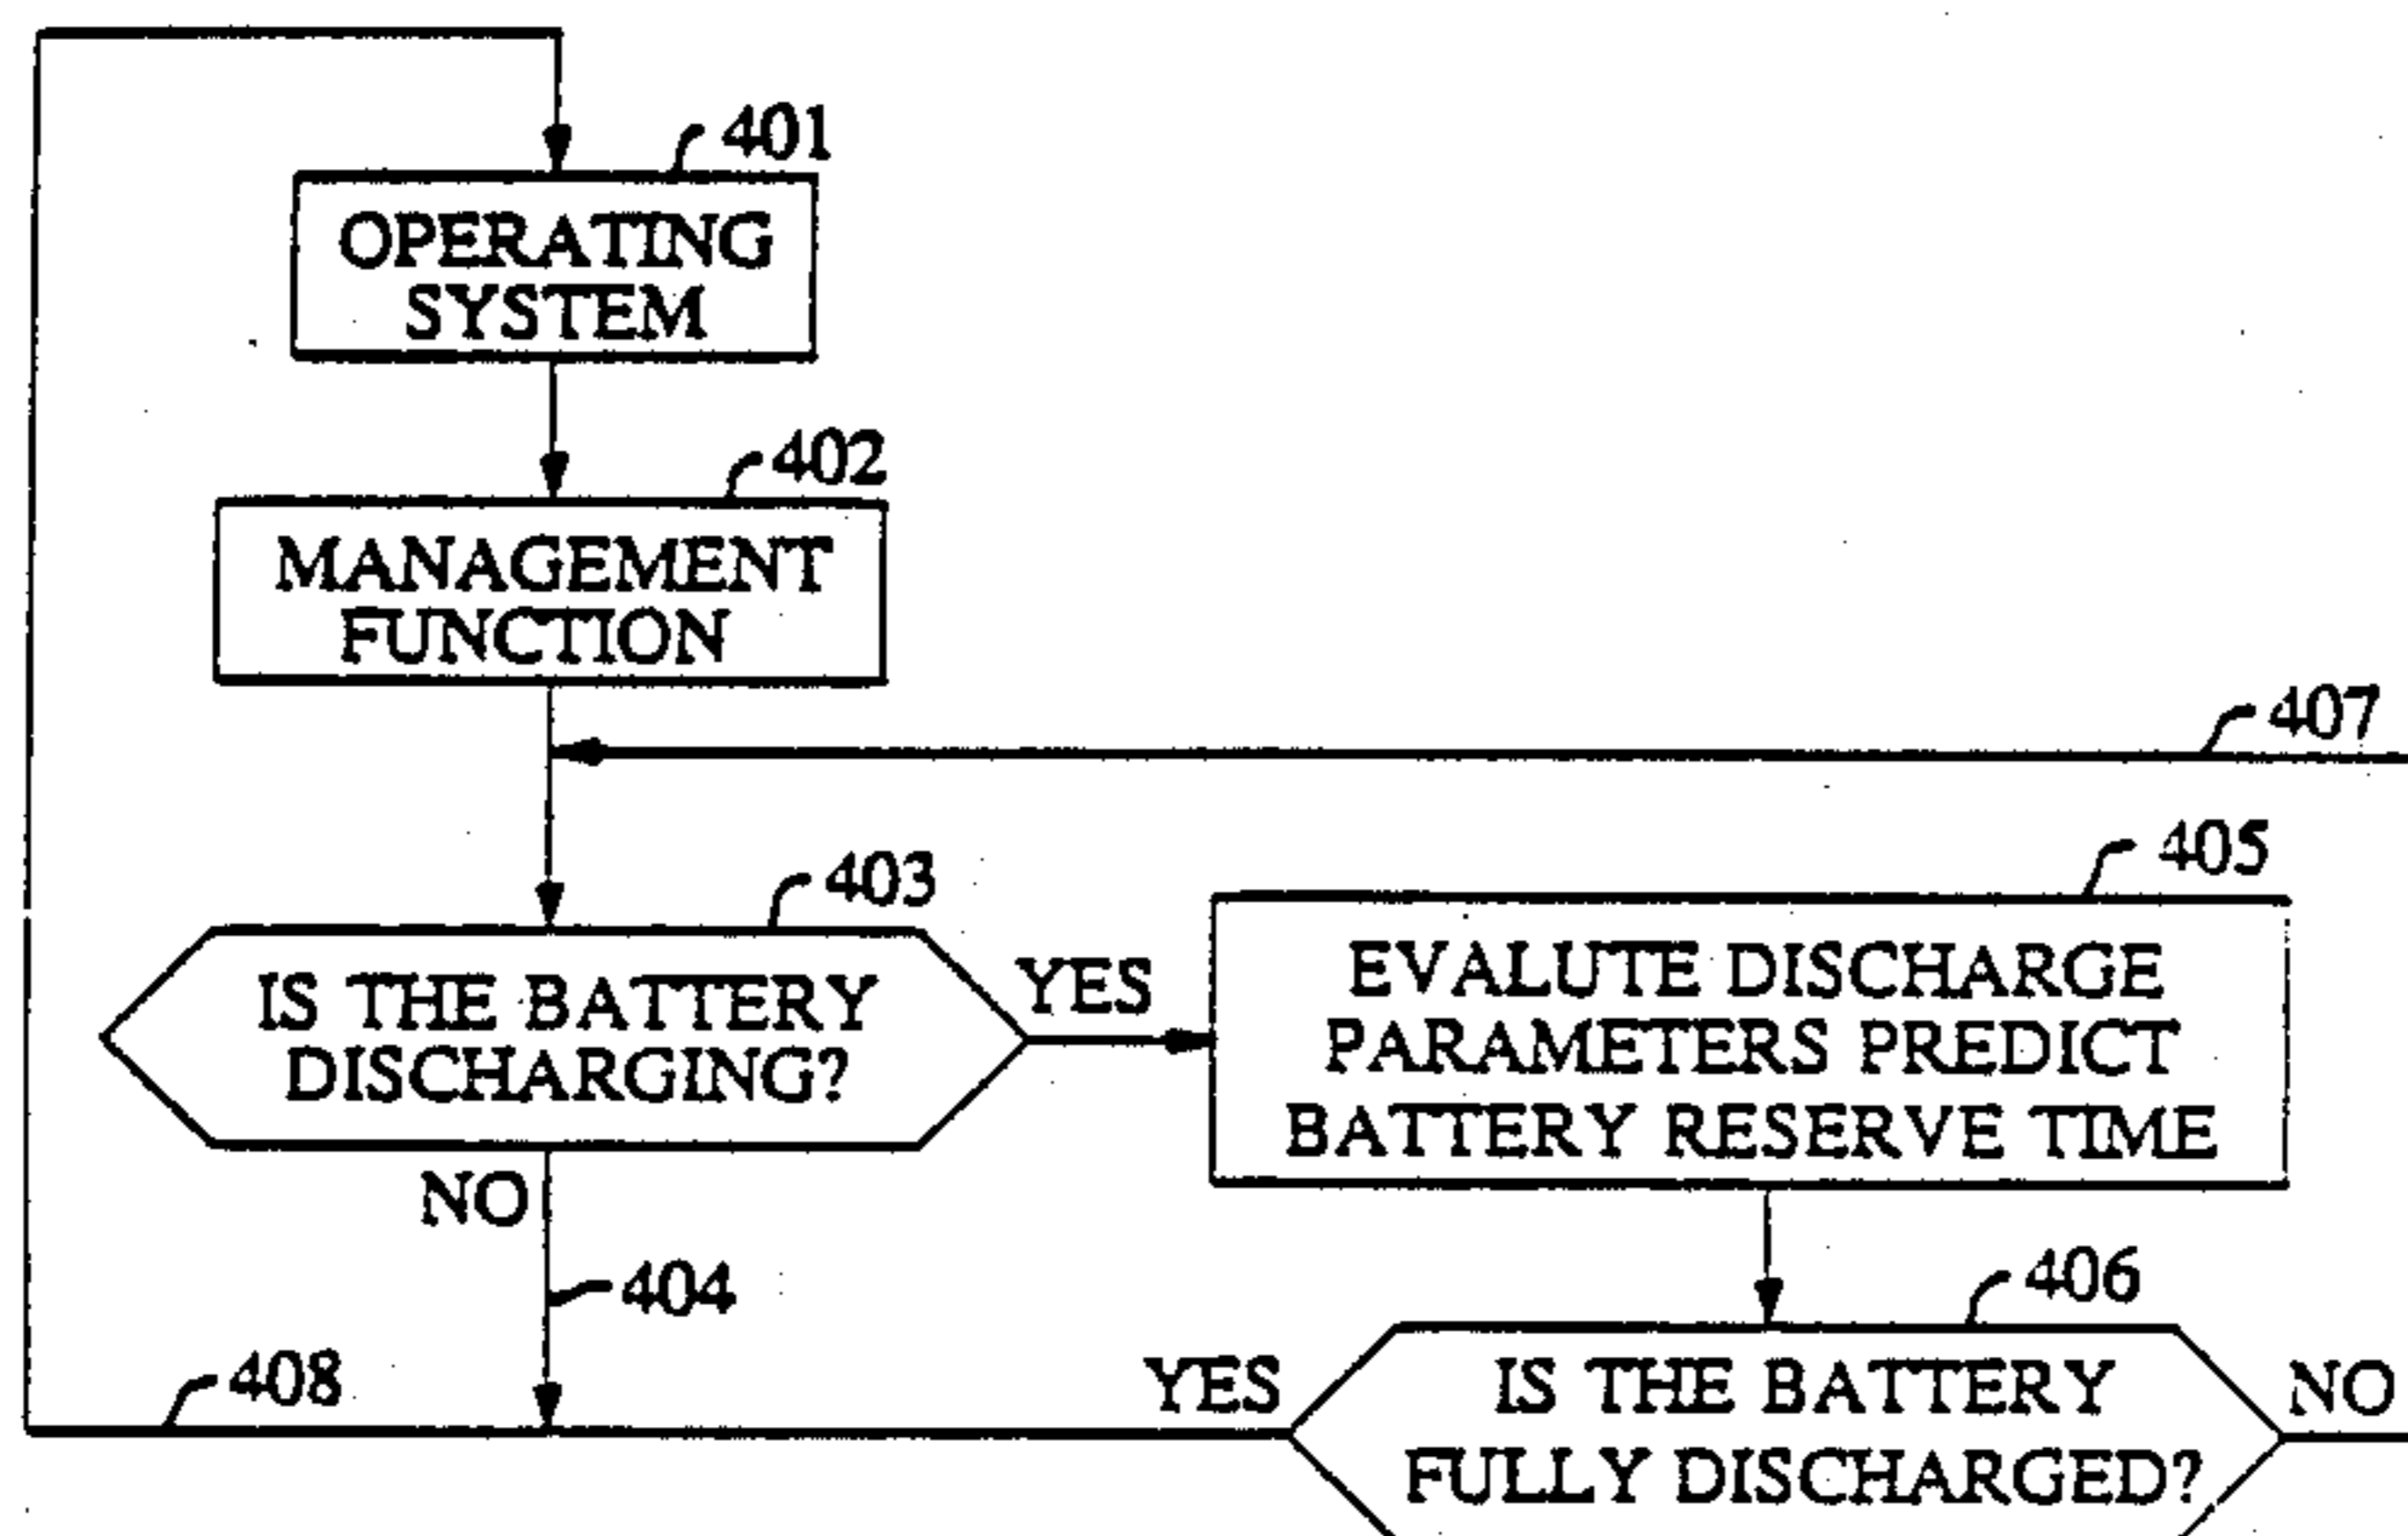 401
OPERATING
SYSTEM
402
MANAGEMENT
FUNCTION
407
403
IS THE BATTERY
DISCHARGING?
YES
405
EVALUTE DISCHARGE
PARAMETERS PREDICT
BATTERY RESERVE TIME
NO
404
408
YES
406
IS THE BATTERY
FULLY DISCHARGED?
NO